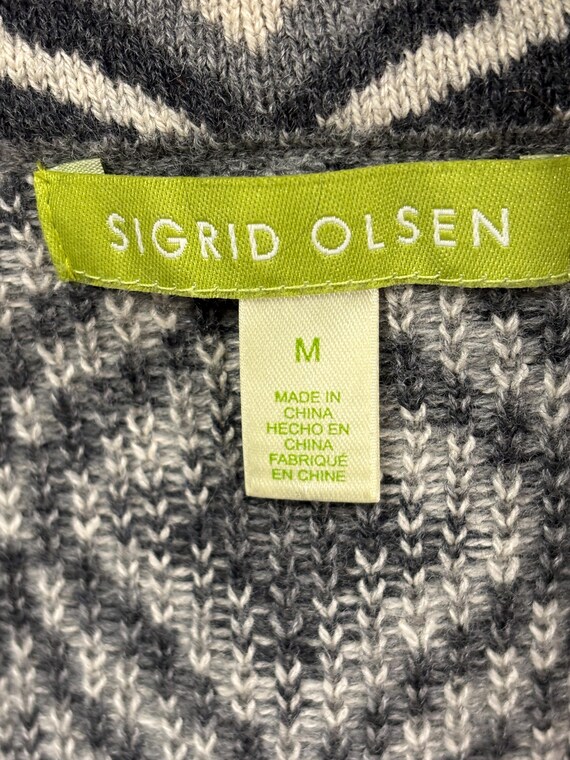 SIGRID OLSEN
M
MADE IN
CHINA
HECHO EN
CHINA
FABRIQUÉ
EN CHINE